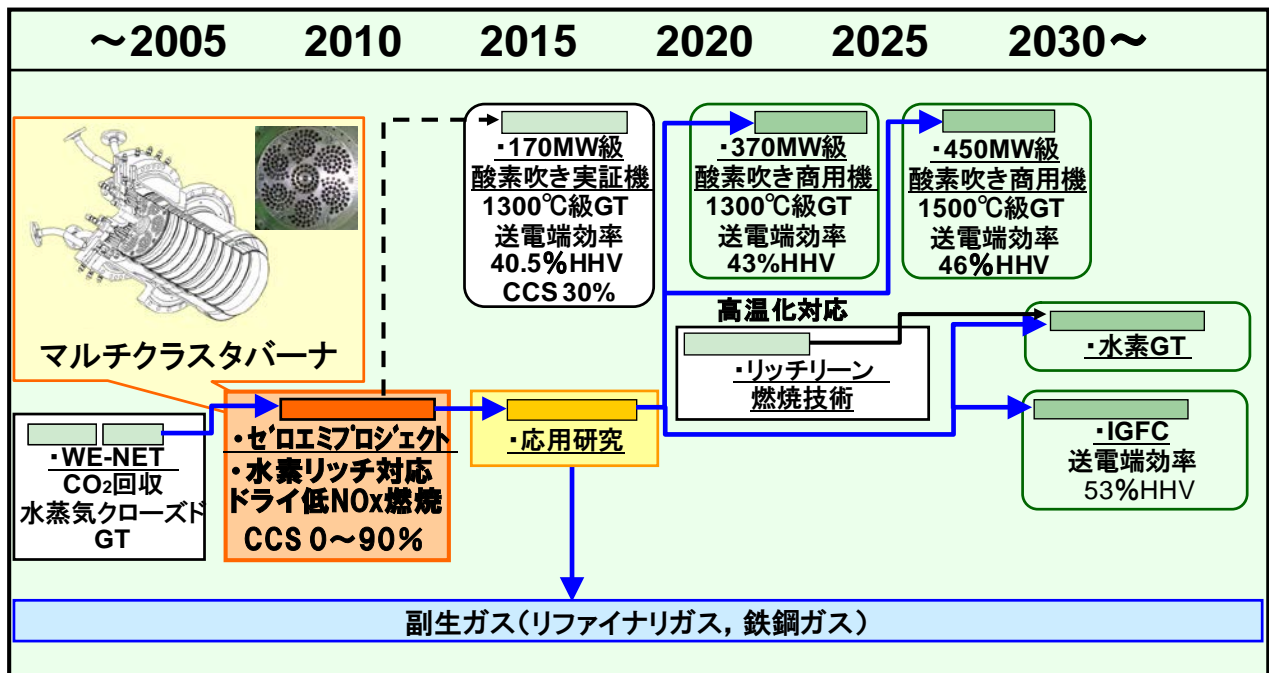 ～2005 2010 2015 2020 2025 2030～
マルチクラスタバーナ
・WE-NET
CO₂回収
水蒸気クローズド
GT
・ゼロエミプロジェクト
・水素リッチ対応
ドライ低NOx燃焼
CCS 0～90%
・170MW級
酸素吹き実証機
1300℃級GT
送電端効率
40.5%HHV
CCS 30%
・応用研究
・370MW級
酸素吹き商用機
1300℃級GT
送電端効率
43%HHV
・450MW級
酸素吹き商用機
1500℃級GT
送電端効率
46%HHV
高温化対応
・リッチリーン
燃焼技術
・水素GT
・IGFC
送電端効率
53%HHV
副生ガス(リファイナリガス，鉄鋼ガス)